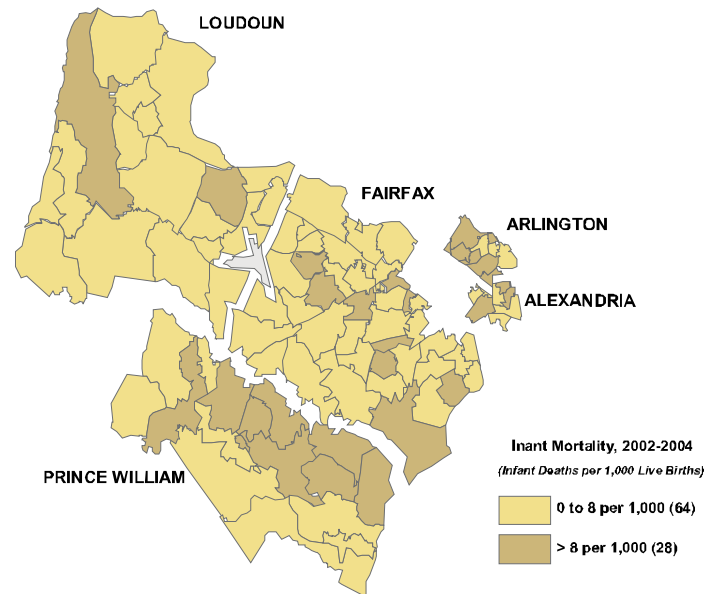 LOUDOUN
FAIRFAX
ARLINGTON
ALEXANDRIA
PRINCE WILLIAM
Inant Mortality, 2002-2004
(Infant Deaths per 1,000 Live Births)
0 to 8 per 1,000 (64)
> 8 per 1,000 (28)